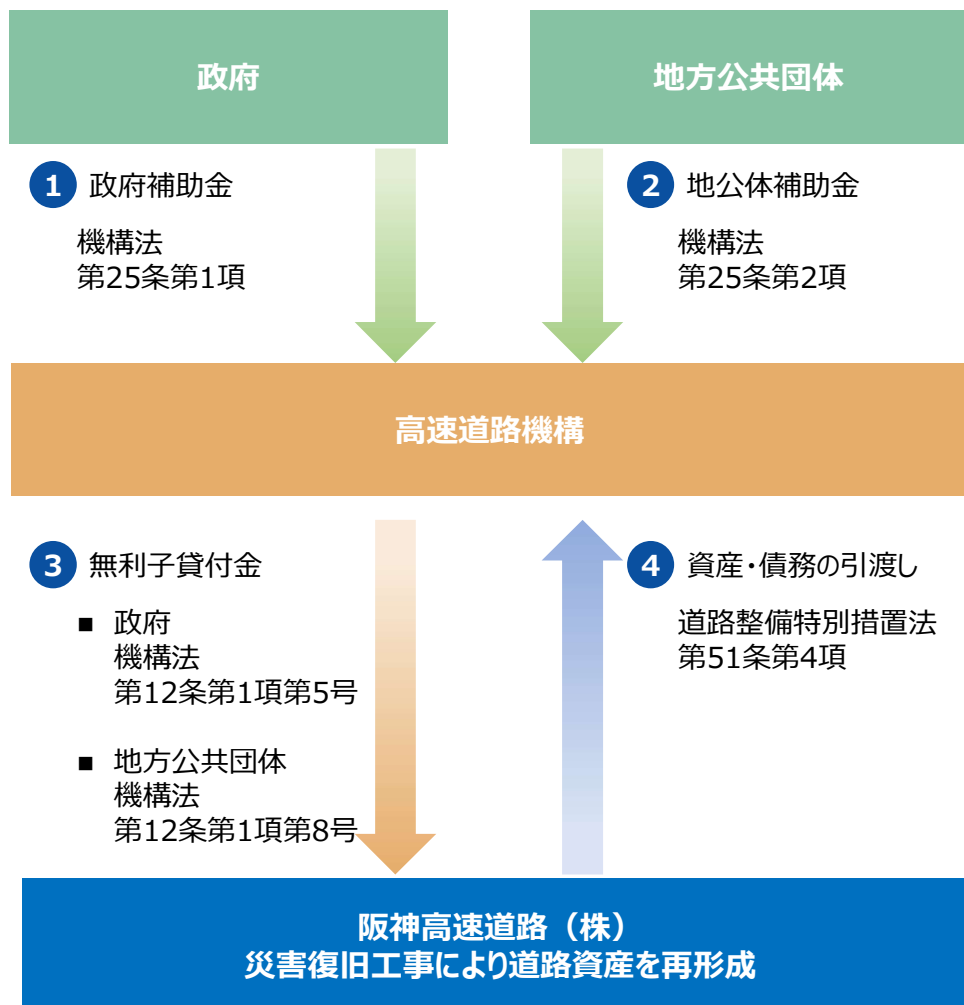 政府
地方公共団体
1 政府補助金
機構法
第25条第1項
2 地公体補助金
機構法
第25条第2項
高速道路機構
3 無利子貸付金
■ 政府
機構法
第12条第1項第5号
■ 地方公共団体
機構法
第12条第1項第8号
4 資産・債務の引渡し
道路整備特別措置法
第51条第4項
阪神高速道路（株）
災害復旧工事により道路資産を再形成